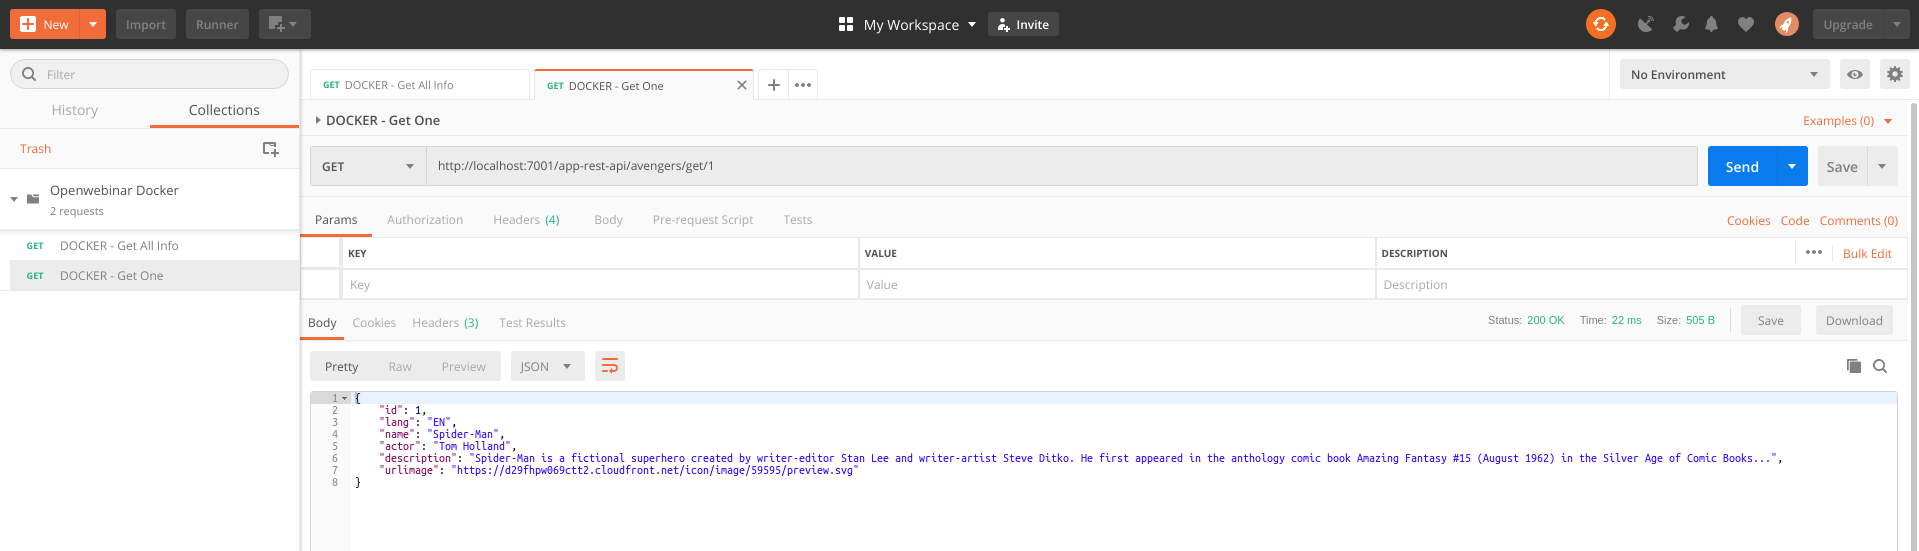 New Import Runner My Workspace Invite Upgrade
Filter
History Collections
Trash
Openwebinar Docker
2 requests
GET DOCKER - Get All Info
GET DOCKER - Get One
GET DOCKER - Get All Info GET DOCKER - Get One No Environment
DOCKER - Get One Examples (0)
GET http://localhost:7001/app-rest-api/avengers/get/1 Send Save
Params Authorization Headers (4) Body Pre-request Script Tests Cookies Code Comments (0)
KEY VALUE DESCRIPTION Bulk Edit
Key Value Description
Body Cookies Headers (3) Test Results Status: 200 OK Time: 22 ms Size: 505 B Save Download
Pretty Raw Preview JSON
1 {
2 "id": 1,
3 "lang": "EN",
4 "name": "Spider-Man",
5 "actor": "Tom Holland",
6 "description": "Spider-Man is a fictional superhero created by writer-editor Stan Lee and writer-artist Steve Ditko. He first appeared in the anthology comic book Amazing Fantasy #15 (August 1962) in the Silver Age of Comic Books...",
7 "urlimage": "https://d29fhpw069ctt2.cloudfront.net/icon/image/59595/preview.svg"
8 }